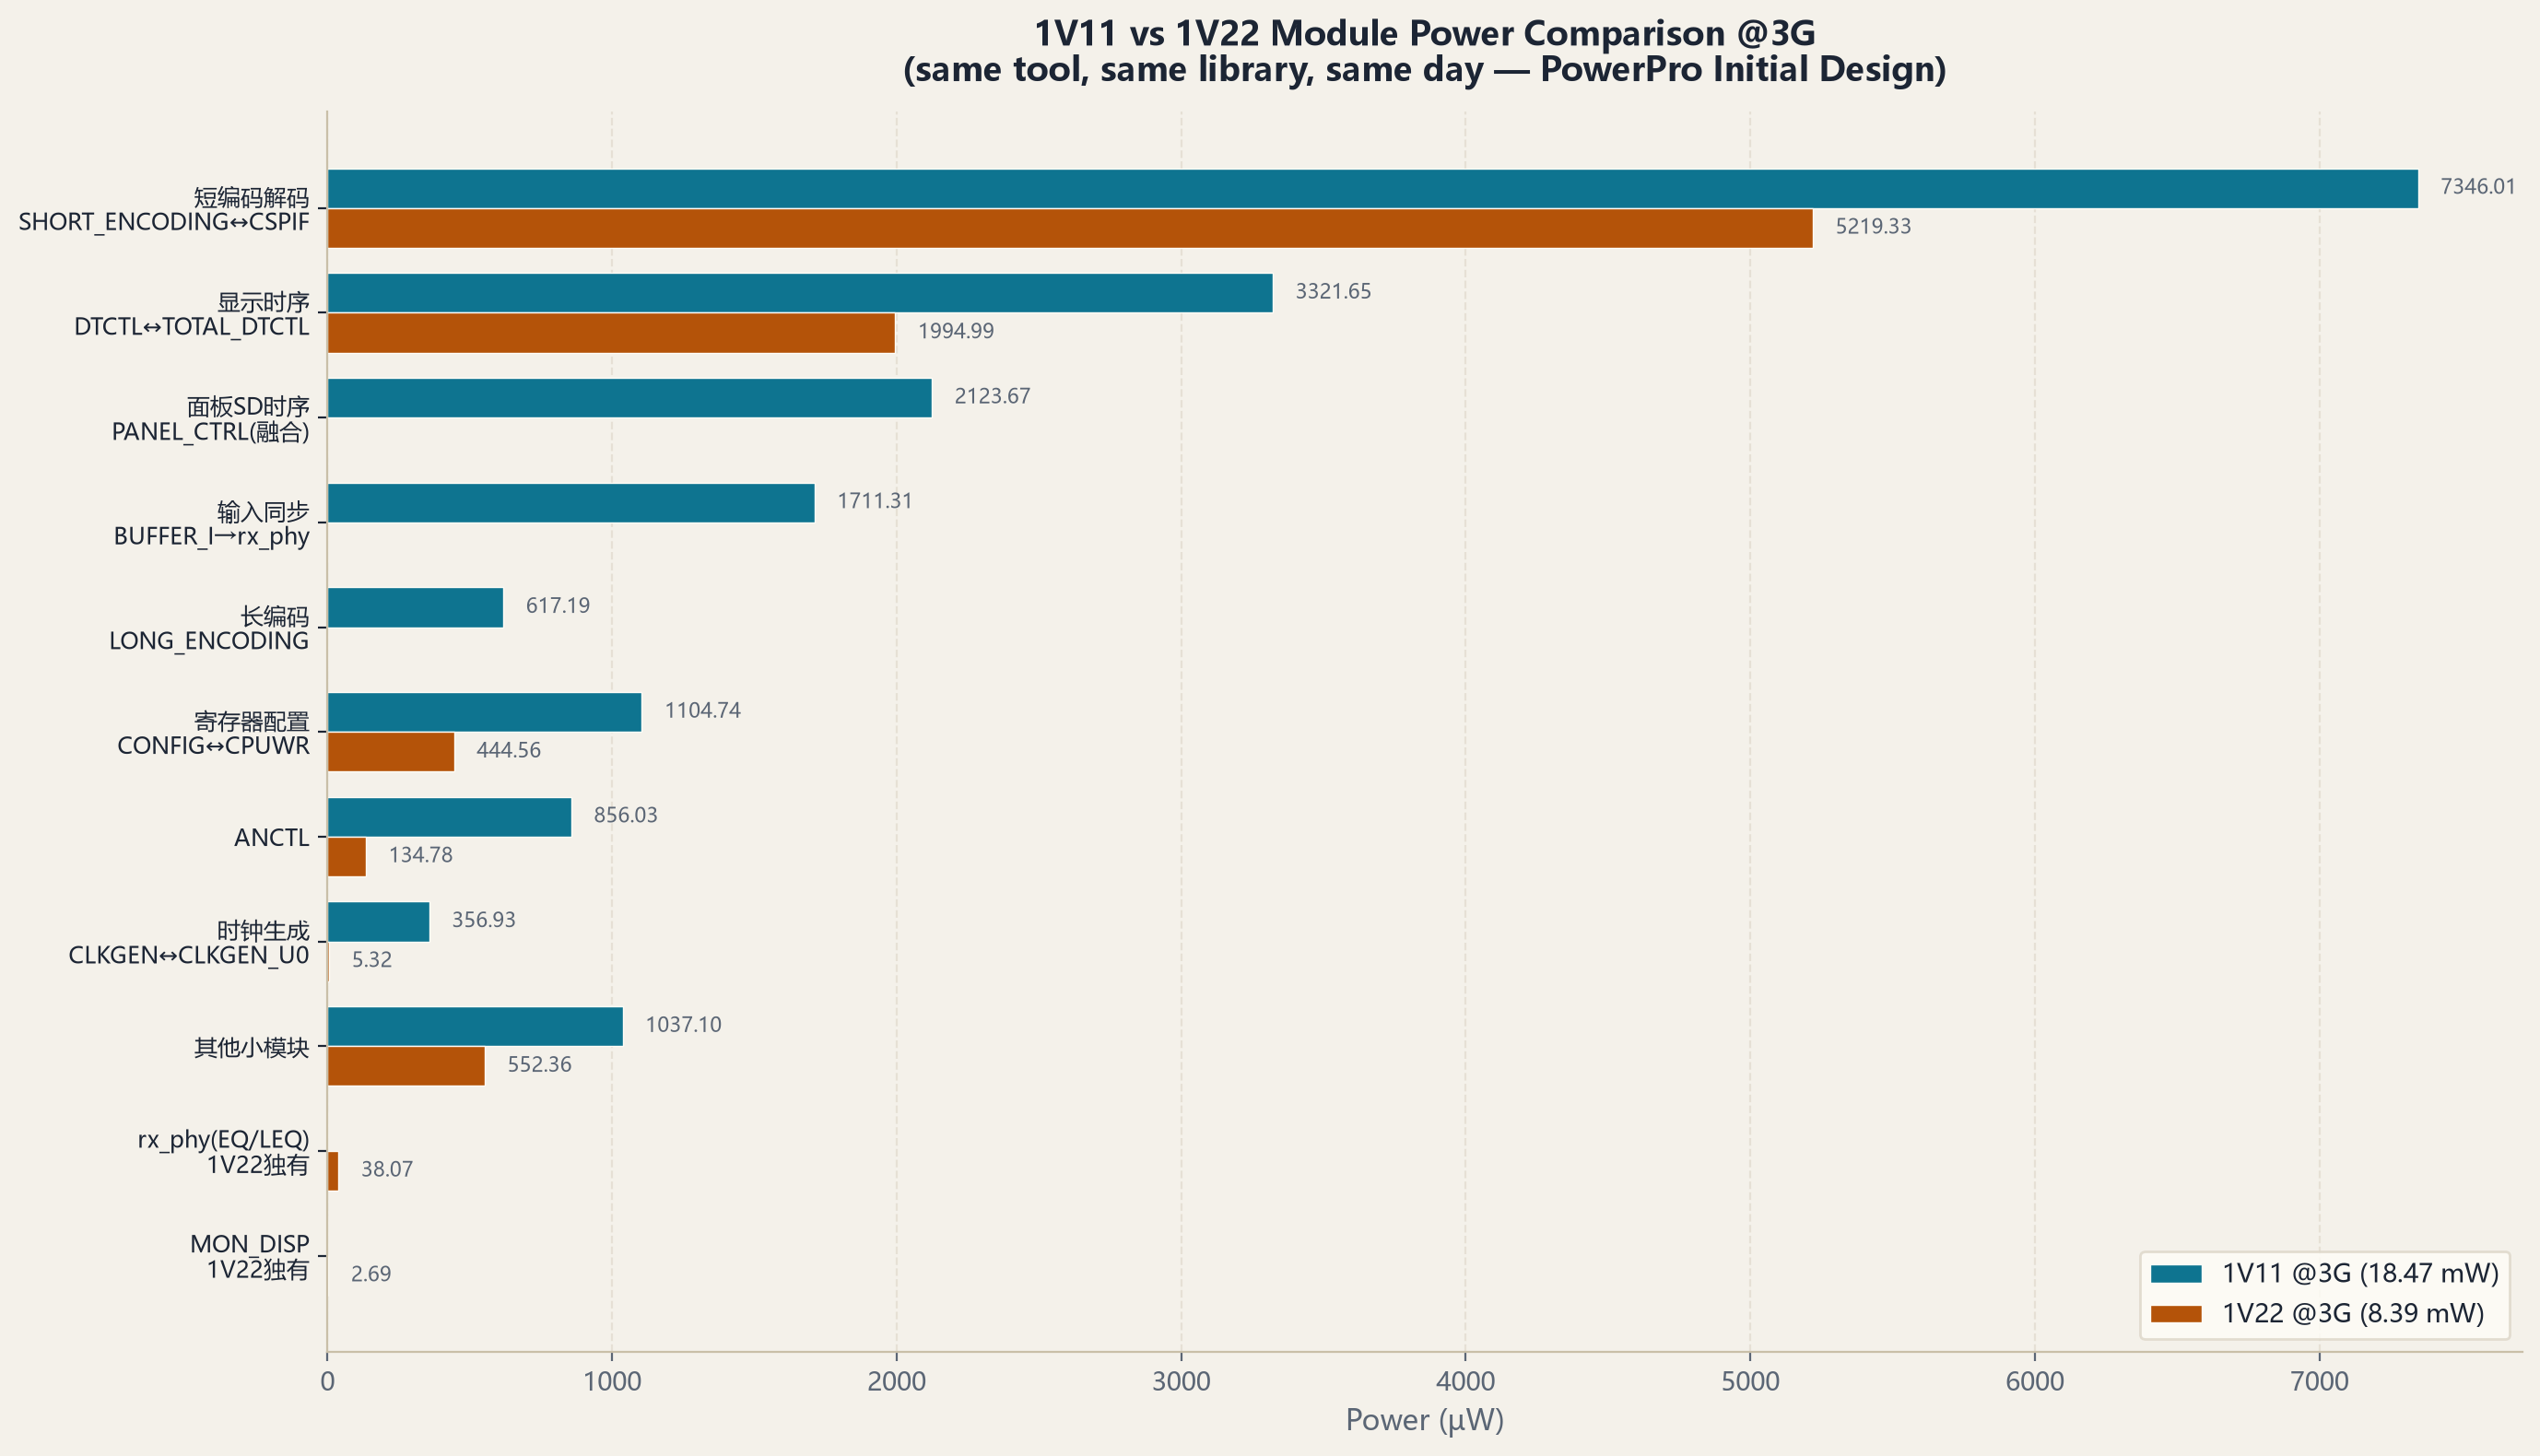 1V11 vs 1V22 Module Power Comparison @3G
(same tool, same library, same day — PowerPro Initial Design)
短编码解码
SHORT_ENCODING↔CSPIF
7346.01
5219.33
显示时序
DTCTL↔TOTAL_DTCTL
3321.65
1994.99
面板SD时序
PANEL_CTRL(融合)
2123.67
输入同步
BUFFER_I→rx_phy
1711.31
长编码
LONG_ENCODING
617.19
寄存器配置
CONFIG↔CPUWR
1104.74
444.56
ANCTL
856.03
134.78
时钟生成
CLKGEN↔CLKGEN_U0
356.93
5.32
其他小模块
1037.10
552.36
rx_phy(EQ/LEQ)
1V22独有
38.07
MON_DISP
1V22独有
2.69
1V11 @3G (18.47 mW)
1V22 @3G (8.39 mW)
0 1000 2000 3000 4000 5000 6000 7000
Power (μW)